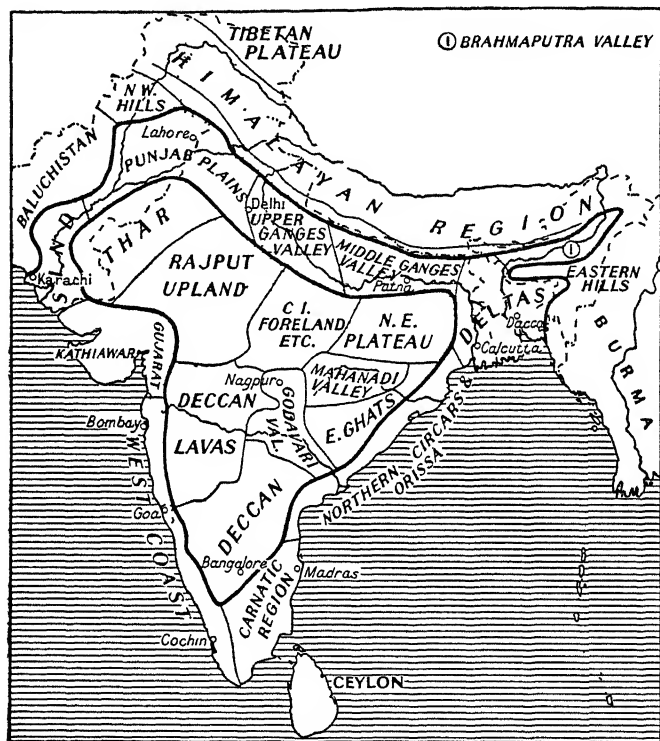 TIBETAN
PLATEAU
① BRAHMAPUTRA VALLEY
N.W.
HILLS
HIMALAYAN REGION
Lahore
BALUCHISTAN
PUNJAB PLAINS
SIND
THAR
Delhi
UPPER
GANGES
VALLEY
MIDDLE GANGES
VALLEY
Patna
①
EASTERN
HILLS
Karachi
RAJPUT
UPLAND
C I.
FORELAND
ETC.
N.E.
PLATEAU
DELTAS
Dacca
Calcutta
BURMA
KATHIAWAR
GUJARAT
Nagpur
MAHANADI
VALLEY
DECCAN
LAVAS
GODAVARI
VAL.
E.GHATS
Bombay
NORTHERN CIRCARS &
ORISSA
WEST COAST
Goa
DECCAN
Bangalore
Madras
CARNATIC
REGION
Cochin
CEYLON